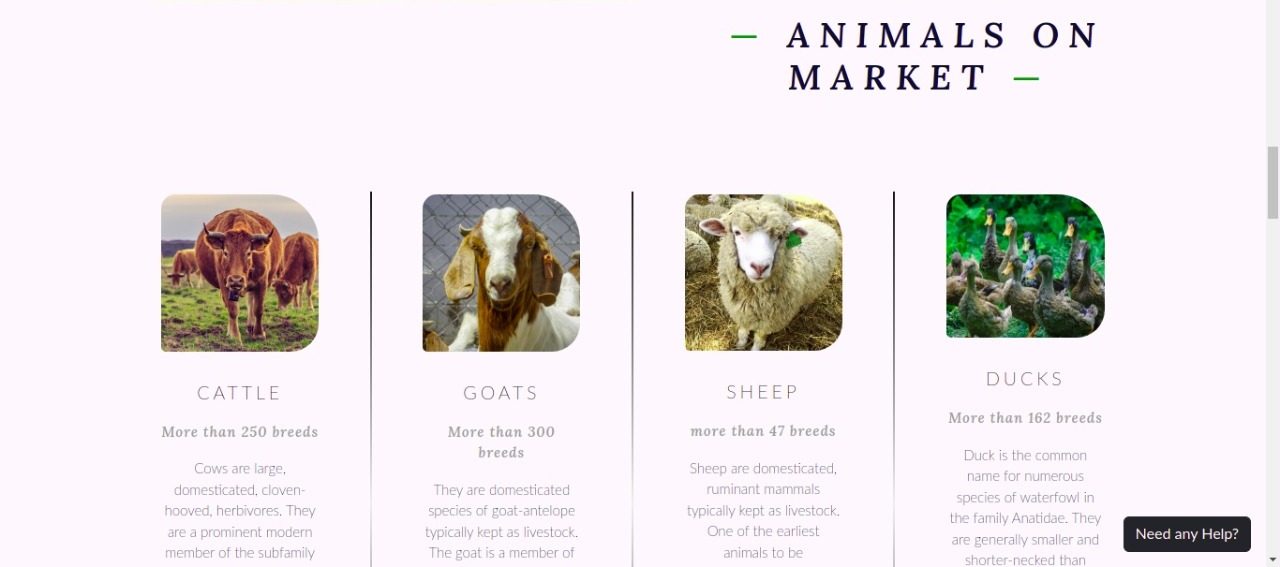 — ANIMALS ON
MARKET —
CATTLE
More than 250 breeds
Cows are large,
domesticated, cloven-
hooved, herbivores. They
are a prominent modern
member of the subfamily
GOATS
More than 300
breeds
They are domesticated
species of goat-antelope
typically kept as livestock.
The goat is a member of
SHEEP
more than 47 breeds
Sheep are domesticated,
ruminant mammals
typically kept as livestock.
One of the earliest
animals to be
DUCKS
More than 162 breeds
Duck is the common
name for numerous
species of waterfowl in
the family Anatidae. They
are generally smaller and
shorter-necked than
Need any Help?